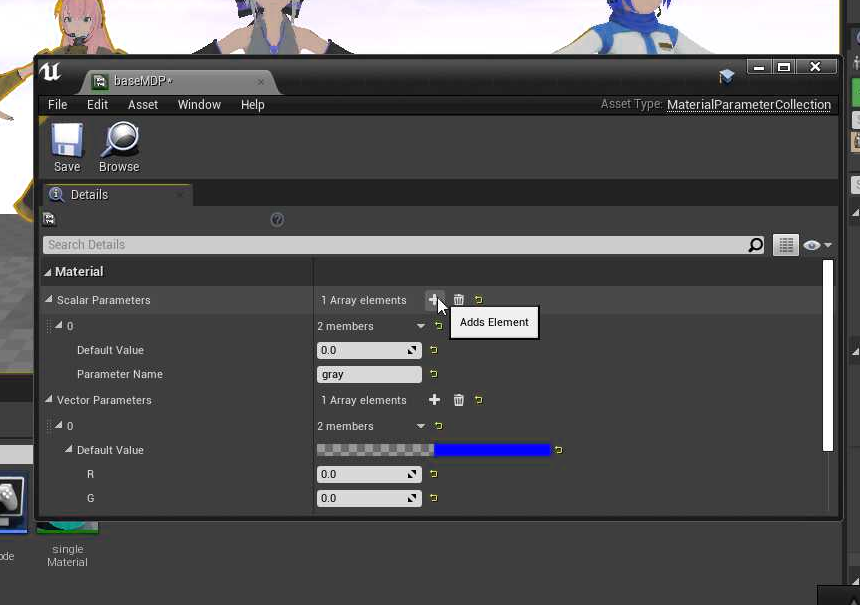 baseMDP*
File Edit Asset Window Help
Asset Type: MaterialParameterCollection
Save Browse
Details
Search Details
Material
Scalar Parameters 1 Array elements
Adds Element
0 2 members
Default Value 0.0
Parameter Name gray
Vector Parameters 1 Array elements
0 2 members
Default Value
R 0.0
G 0.0
single
Material